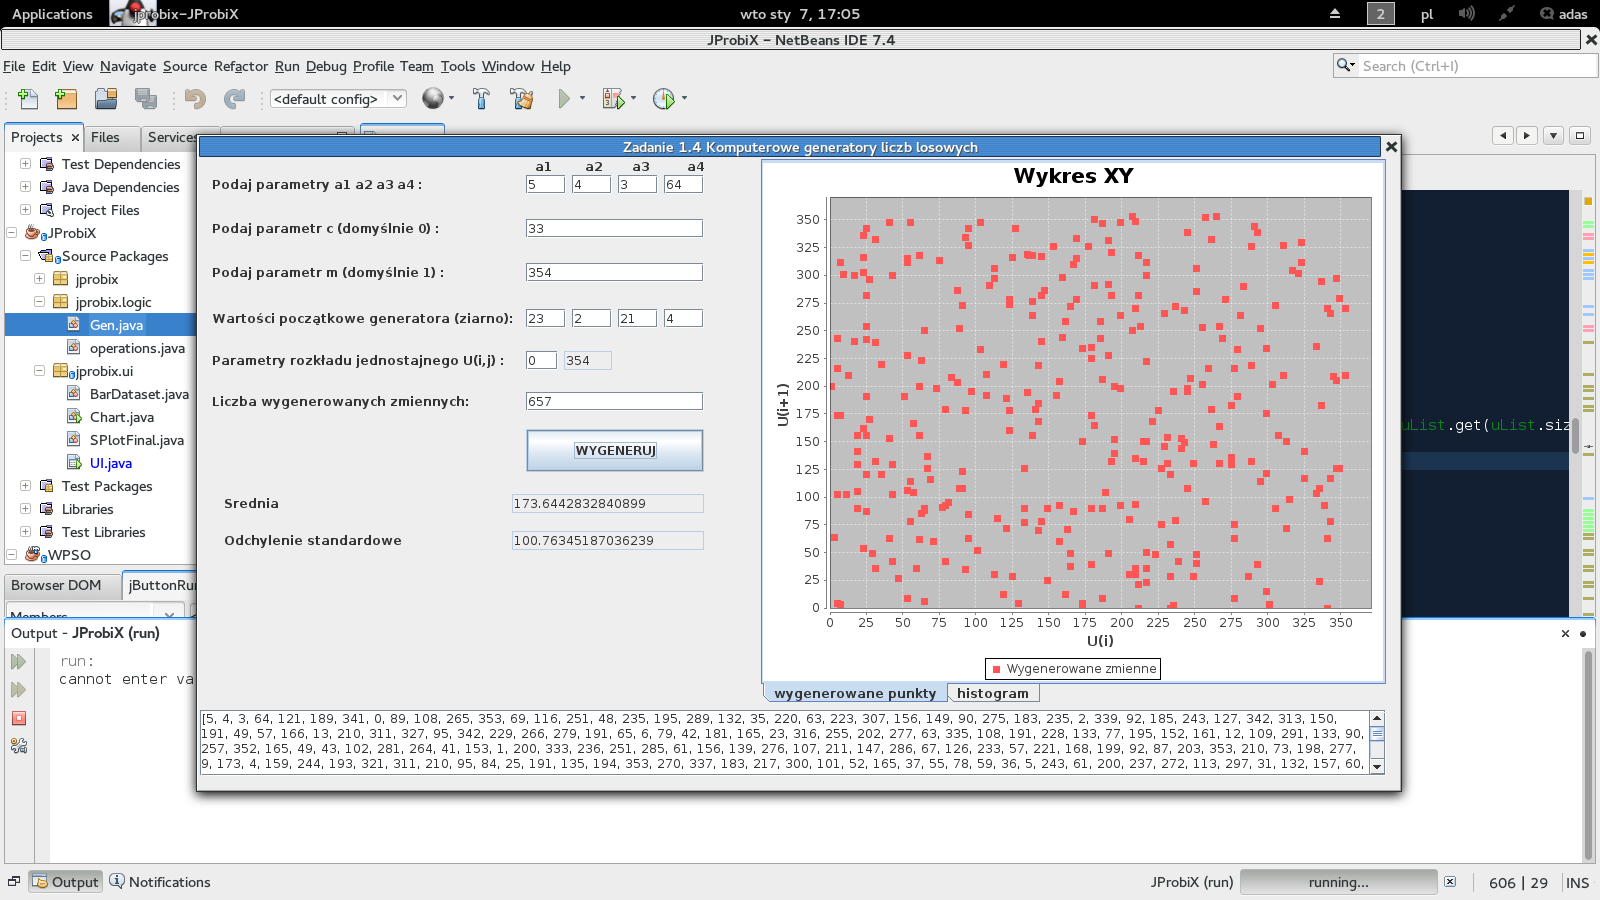 Applications
jprobix-JProbiX
wto sty 7, 17:05
2
pl
adas
JProbiX - NetBeans IDE 7.4
File Edit View Navigate Source Refactor Run Debug Profile Team Tools Window Help
Search (Ctrl+I)
<default config>
Projects
Files
Services
Test Dependencies
Java Dependencies
Project Files
JProbiX
Source Packages
jprobix
jprobix.logic
Gen.java
operations.java
jprobix.ui
BarDataset.java
Chart.java
SPlotFinal.java
UI.java
Test Packages
Libraries
Test Libraries
WPSO
Browser DOM
jButtonRun
Members
Zadanie 1.4 Komputerowe generatory liczb losowych
a1 a2 a3 a4
Podaj parametry a1 a2 a3 a4 : 5 4 3 64
Podaj parametr c (domyślnie 0) : 33
Podaj parametr m (domyślnie 1) : 354
Wartości początkowe generatora (ziarno): 23 2 21 4
Parametry rozkładu jednostajnego U(i,j) : 0 354
Liczba wygenerowanych zmiennych: 657
WYGENERUJ
Srednia 173.6442832840899
Odchylenie standardowe 100.76345187036239
Wykres XY
U(i+1)
350
325
300
275
250
225
200
175
150
125
100
75
50
25
0
0 25 50 75 100 125 150 175 200 225 250 275 300 325 350
U(i)
Wygenerowane zmienne
wygenerowane punkty
histogram
[5, 4, 3, 64, 121, 189, 341, 0, 89, 108, 265, 353, 69, 116, 251, 48, 235, 195, 289, 132, 35, 220, 63, 223, 307, 156, 149, 90, 275, 183, 235, 2, 339, 92, 185, 243, 127, 342, 313, 150,
191, 49, 57, 166, 13, 210, 311, 327, 95, 342, 229, 266, 279, 191, 65, 6, 79, 42, 181, 165, 23, 316, 255, 202, 277, 63, 335, 108, 191, 228, 133, 77, 195, 152, 161, 12, 109, 291, 133, 90,
257, 352, 165, 49, 43, 102, 281, 264, 41, 153, 1, 200, 333, 236, 251, 285, 61, 156, 139, 276, 107, 211, 147, 286, 67, 126, 233, 57, 221, 168, 199, 92, 87, 203, 353, 210, 73, 198, 277,
9, 173, 4, 159, 244, 193, 321, 311, 210, 95, 84, 25, 191, 135, 194, 353, 270, 337, 183, 217, 300, 101, 52, 165, 37, 55, 78, 59, 36, 5, 243, 61, 200, 237, 272, 113, 297, 31, 132, 157, 60,
uList.get(uList.siz
Output - JProbiX (run)
run:
cannot enter va
Output
Notifications
JProbiX (run)
running...
606 | 29
INS